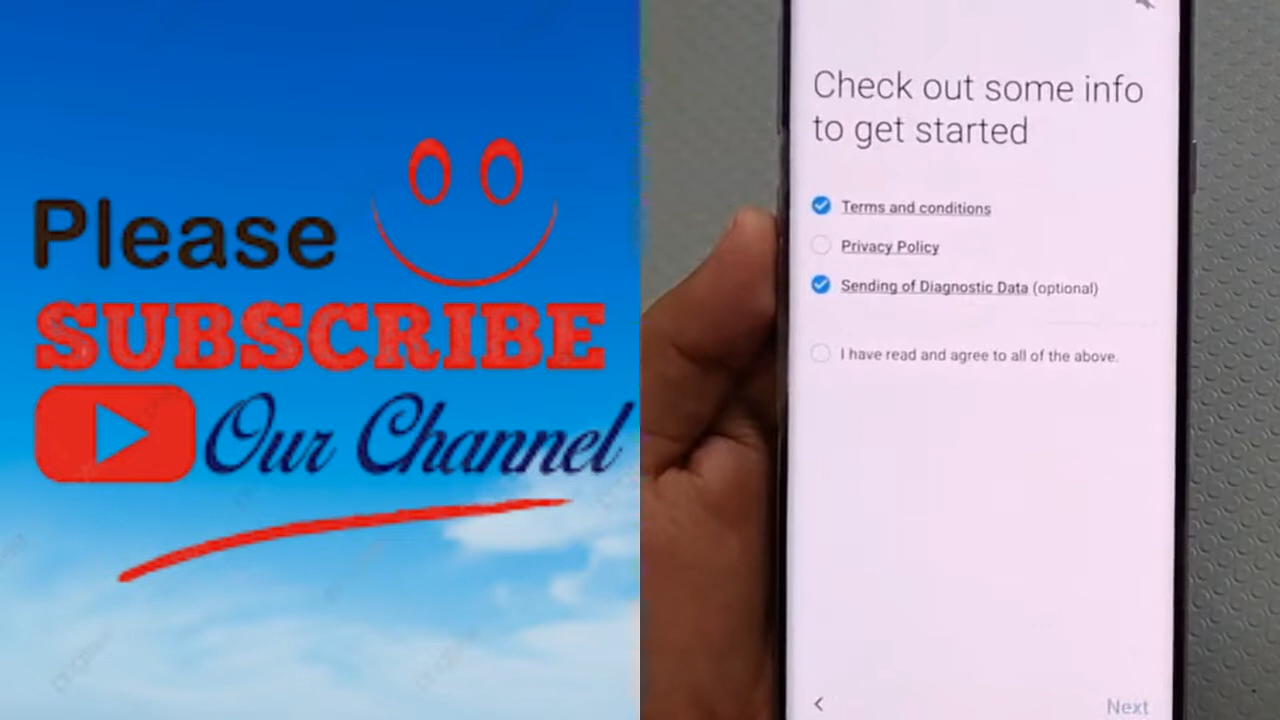 Please
SUBSCRIBE
Our Channel
Check out some info
to get started
Terms and conditions
Privacy Policy
Sending of Diagnostic Data (optional)
I have read and agree to all of the above.
Next